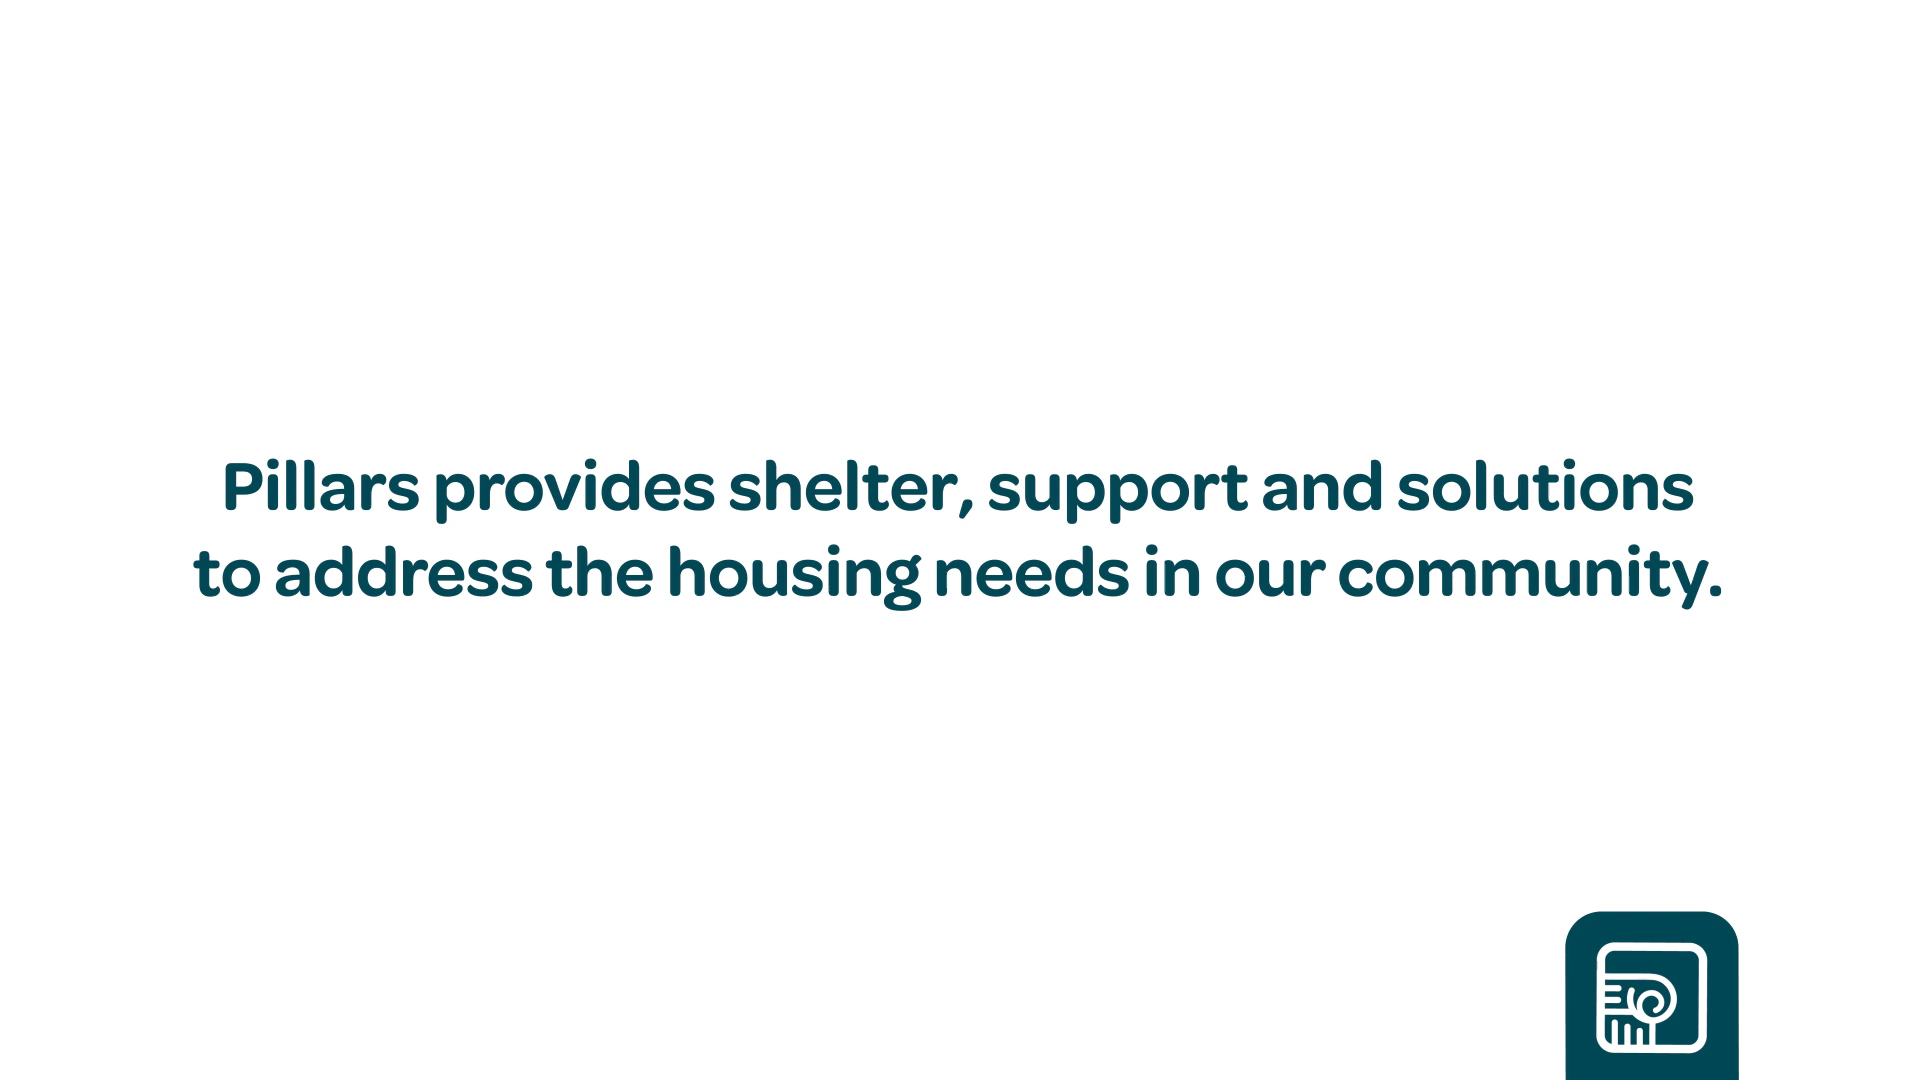 Pillars provides shelter, support and solutions
to address the housing needs in our community.